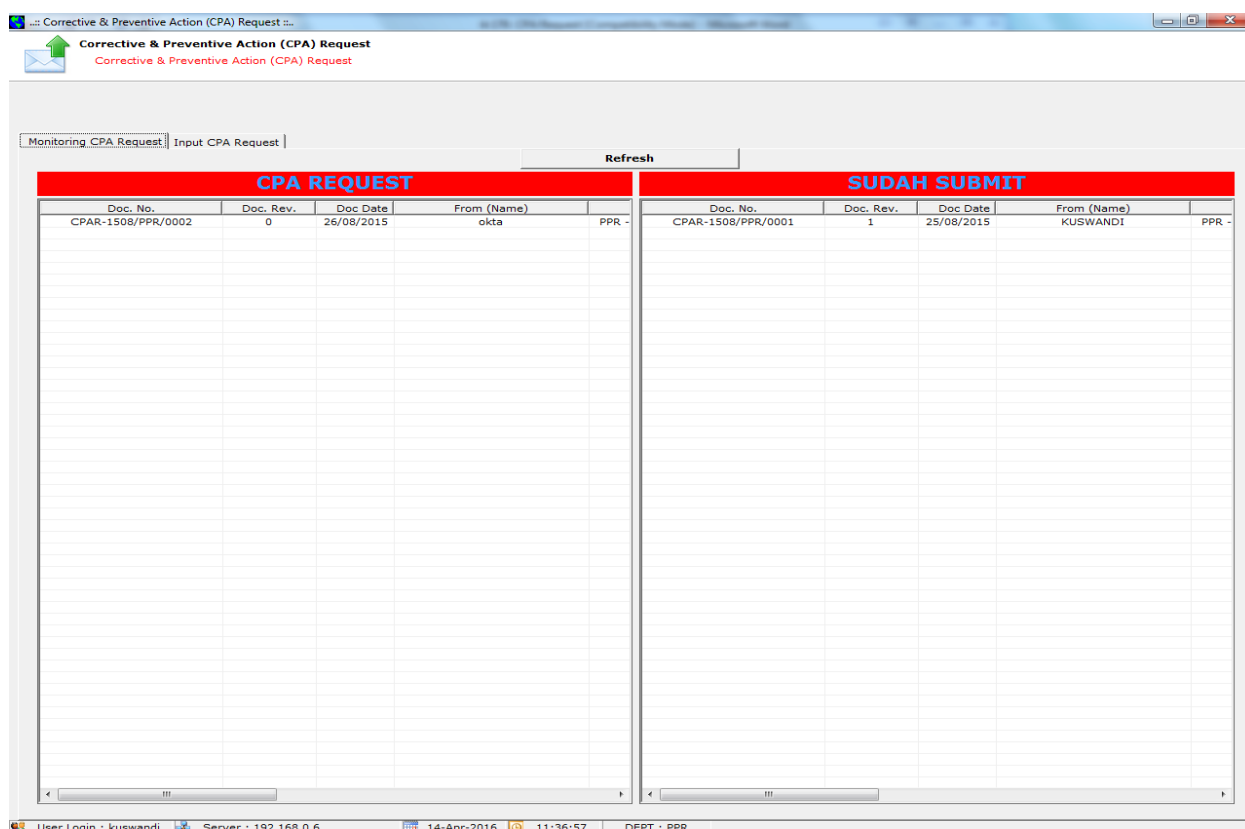 ..:: Corrective & Preventive Action (CPA) Request ::..
Corrective & Preventive Action (CPA) Request
Corrective & Preventive Action (CPA) Request
Monitoring CPA Request Input CPA Request
Refresh
CPA REQUEST
Doc. No. Doc. Rev. Doc Date From (Name)
CPAR-1508/PPR/0002 0 26/08/2015 okta PPR -
SUDAH SUBMIT
Doc. No. Doc. Rev. Doc Date From (Name)
CPAR-1508/PPR/0001 1 25/08/2015 KUSWANDI PPR -
User Login : kuswandi Server : 192.168.0.6 14-Apr-2016 11:36:57 DEPT : PPR